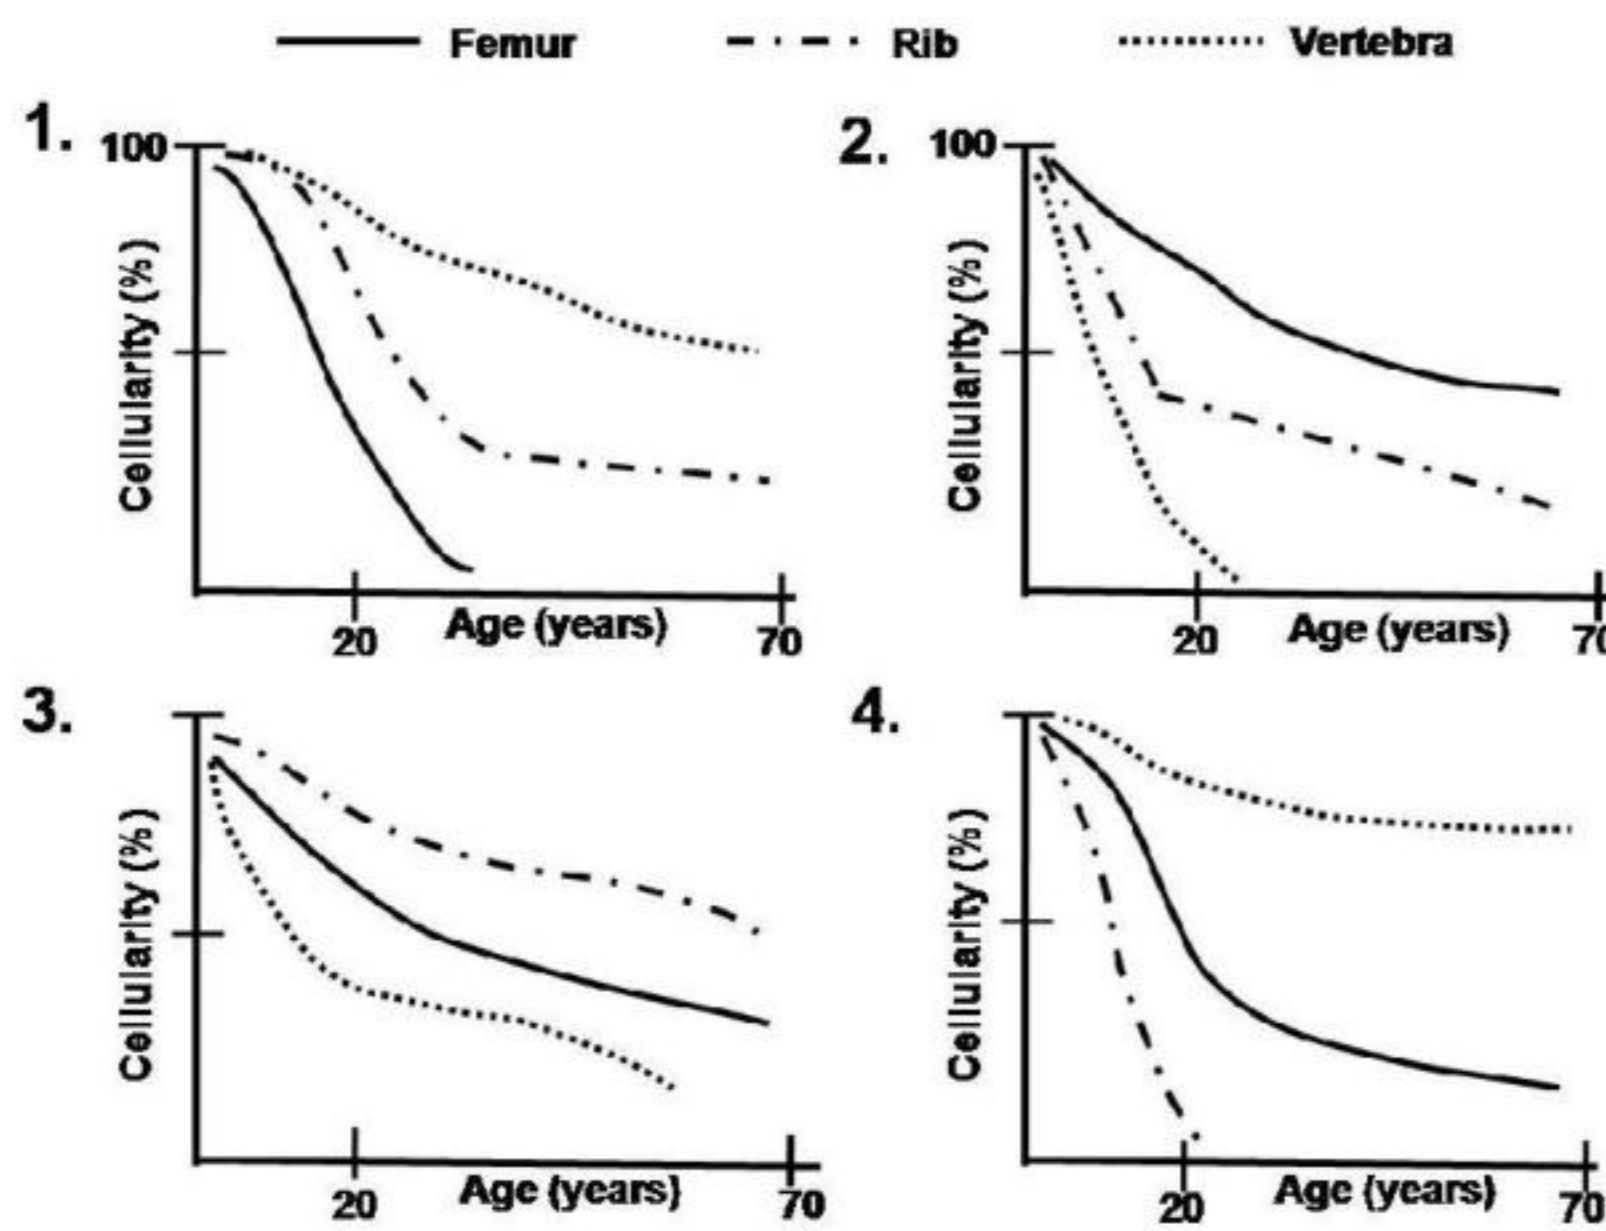 Femur Rib Vertebra
1. 100
Cellularity (%)
20 Age (years) 70
2. 100
Cellularity (%)
20 Age (years) 70
3.
Cellularity (%)
20 Age (years) 70
4.
Cellularity (%)
20 Age (years) 70